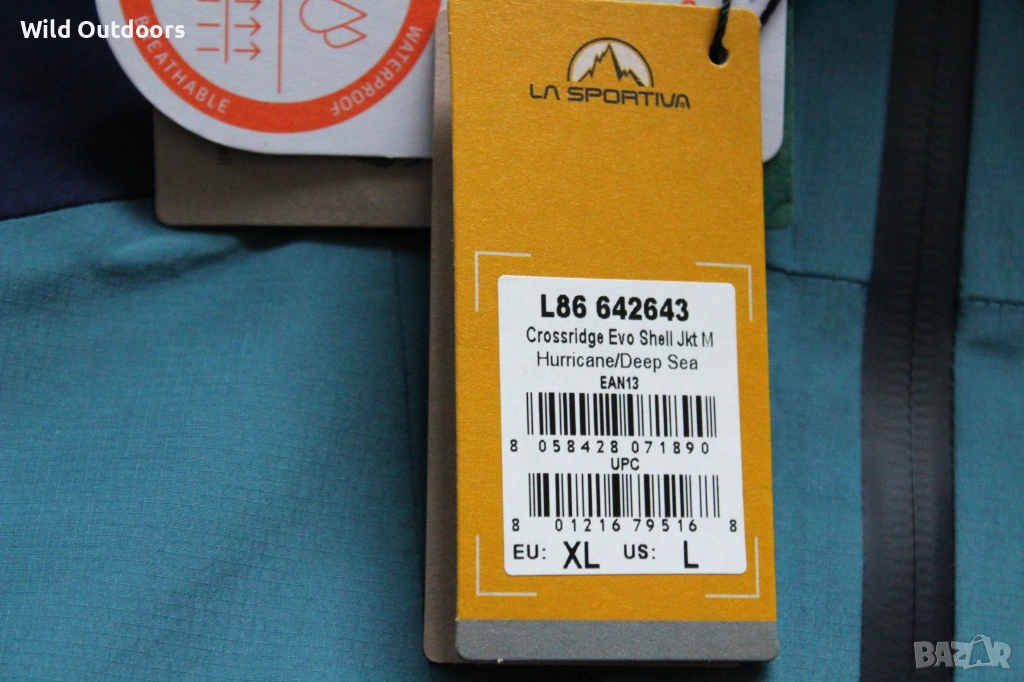 Wild Outdoors
BREATHABLE
WATERPROOF
LA SPORTIVA
L86 642643
Crossridge Evo Shell Jkt M
Hurricane/Deep Sea
EAN13
8 058428 071890
UPC
8 01216 79516 8
EU: XL US: L
BAZAR